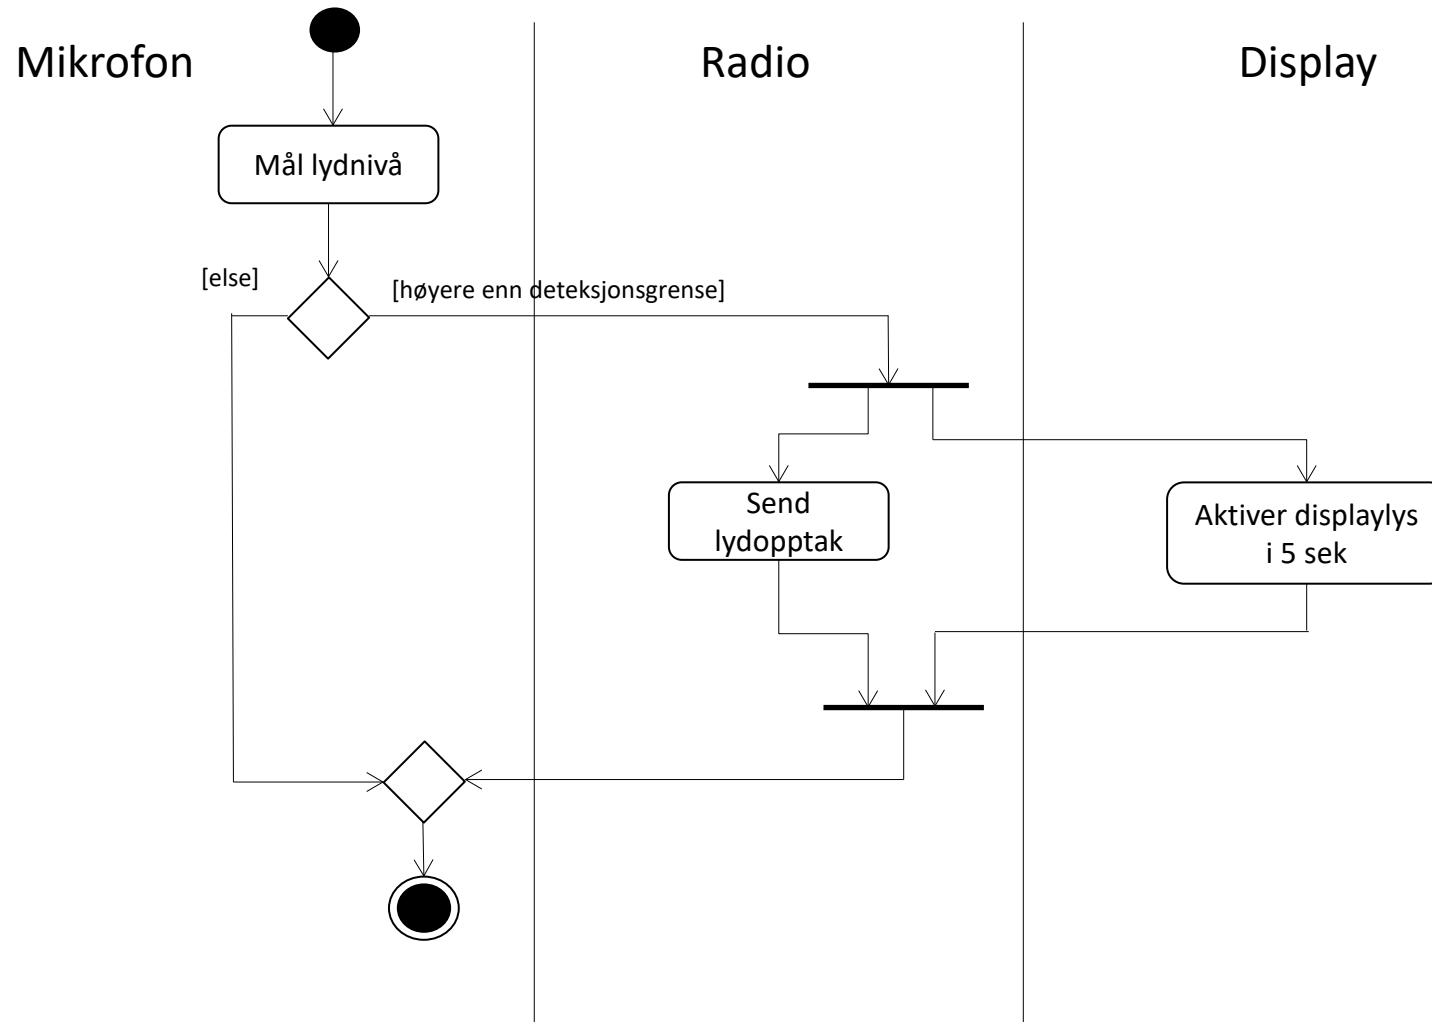 Mikrofon
Radio
Display
Mål lydnivå
[else]
[høyere enn deteksjonsgrense]
Send
lydopptak
Aktiver displaylys
i 5 sek